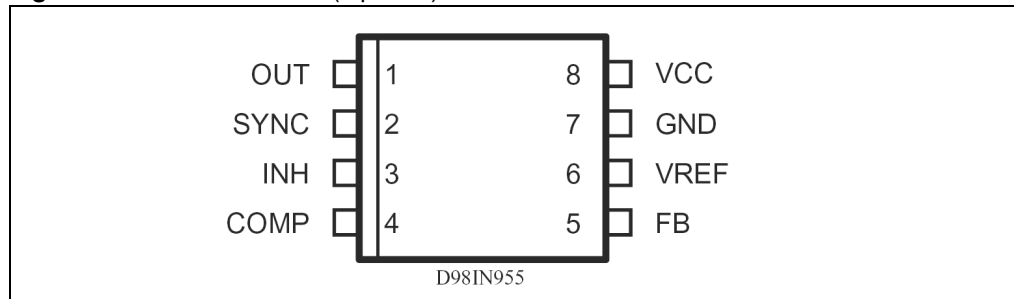 OUT 1 8 VCC
SYNC 2 7 GND
INH 3 6 VREF
COMP 4 5 FB
D98IN955